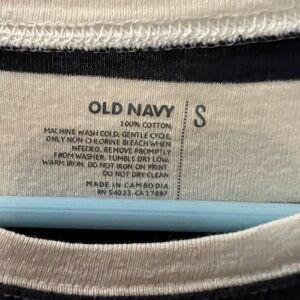 OLD NAVY
S
100% COTTON.
MACHINE WASH COLD, GENTLE CYCLE.
ONLY NON-CHLORINE BLEACH WHEN
NEEDED. REMOVE PROMPTLY
FROM WASHER. TUMBLE DRY LOW.
WARM IRON. DO NOT IRON ON PRINT.
DO NOT DRY CLEAN
MADE IN CAMBODIA
RN 54023 - CA 17897